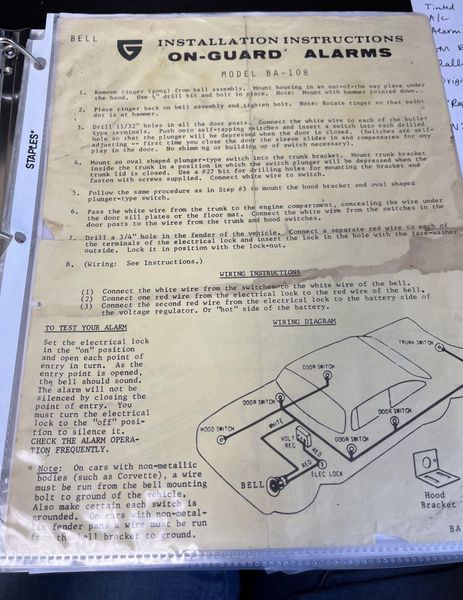 BELL
G
INSTALLATION INSTRUCTIONS
ON-GUARD® ALARMS
MODEL BA-108
1. Remove ringer (gong) from bell assembly. Mount housing in an out-of-the way place under
the hood. Use ¼" drill bit and bolt in place. Note: Mount with hammer pointed down.
2. Place ringer back on bell assembly and tighten bolt. Note: Rotate ringer so that paint
dot is at hammer.
3. Drill (1/32" holes in all the door posts. Connect the white wire to each of the bullet
type terminals. Push onto self-tapping switches and insert a switch into each drilled
hole so that the plunger will be depressed when the door is closed. (Switches are self-
adjusting -- first time you close the door the sleeve slides in and compensates for any
play in the door. No shimming or building up of switch necessary).
4. Mount an oval shaped plunger-type switch into the trunk bracket. Mount trunk bracket
inside the trunk in a position in which the switch plunger will be depressed when the
trunk lid is closed. Use a #27 bit for drilling holes for mounting the bracket and
fasten with screws supplied. Connect white wire to switch.
5. Follow the same procedure as in Step #3 to mount the hood bracket and oval shaped
plunger-type switch.
6. Pass the white wire from the trunk to the engine compartment, concealing the wire under
the door sill plates or the floor mat. Connect the white wire from the switches in the
door posts to the wires from the trunk and hood switches.
7. Drill a 3/4" hole in the fender of the vehicle. Connect a separate red wire to each of
the terminals of the electrical lock and insert the lock in the hole with the face-washer
outside. Lock it in position with the lock-nut.
8. (Wiring: See Instructions.)
WIRING INSTRUCTIONS
(1) Connect the white wire from the switches to the white wire of the bell.
(2) Connect one red wire from the electrical lock to the red wire of the bell.
(3) Connect the second red wire from the electrical lock to the battery side of
the voltage regulator. Or "hot" side of the battery.
TO TEST YOUR ALARM
Set the electrical lock
in the "on" position
and open each point of
entry in turn. As the
entry point is opened,
the bell should sound.
The alarm will not be
silenced by closing the
point of entry. You
must turn the electrical
lock to the "off" posi-
tion to silence it.
CHECK THE ALARM OPERA-
TION FREQUENTLY.
* Note: On cars with non-metallic
bodies (such as Corvette), a wire
must be run from the bell mounting
bolt to ground of the vehicle.
Also make certain each switch is
grounded. On cars with non-metal-
lic fender pans a wire must be run
from the bell bracket to ground.
WIRING DIAGRAM
TRUNK SWITCH
DOOR SWITCH
DOOR SWITCH
DOOR SWITCH
DOOR SWITCH
HOOD SWITCH
WHITE
VOLT
REG
RED
RED
ELEC LOCK
BELL
Hood
Bracket
BA
STAPLES
Tinted
A/c
Alarm